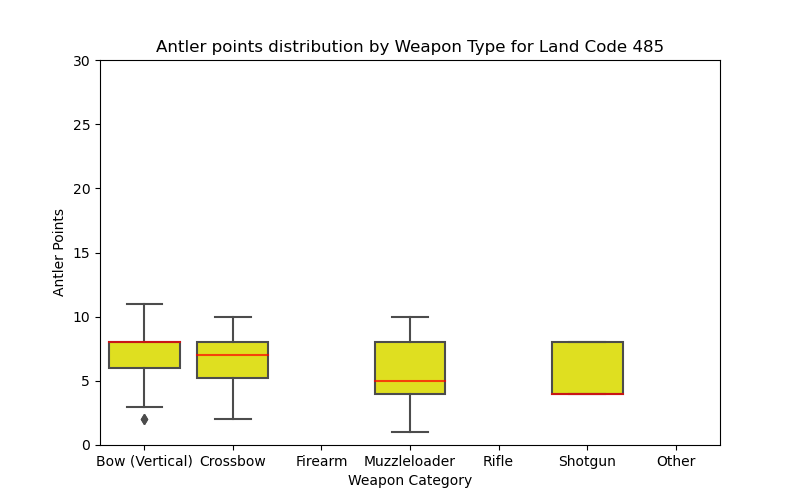 Antler points distribution by Weapon Type for Land Code 485
30
25
20
15
10
5
0
Antler Points
Bow (Vertical) Crossbow Firearm Muzzleloader Rifle Shotgun Other
Weapon Category